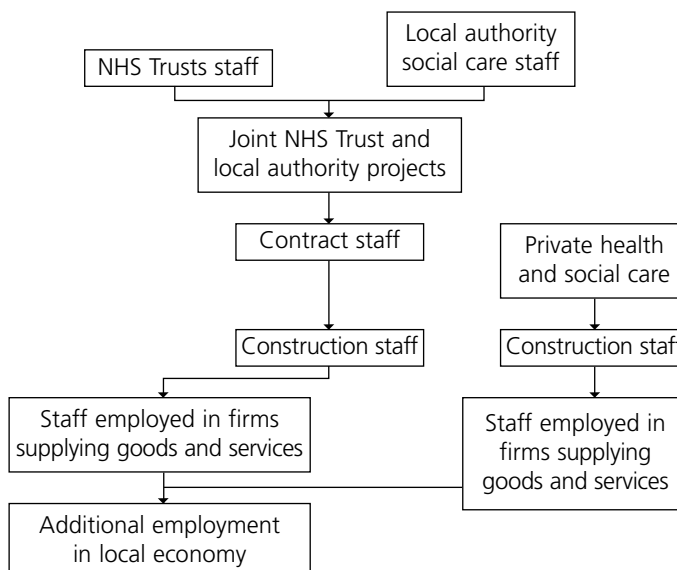 Local authority
social care staff
NHS Trusts staff
Joint NHS Trust and
local authority projects
Contract staff
Private health
and social care
Construction staff
Construction staff
Staff employed in firms
supplying goods and services
Staff employed in
firms supplying
goods and services
Additional employment
in local economy